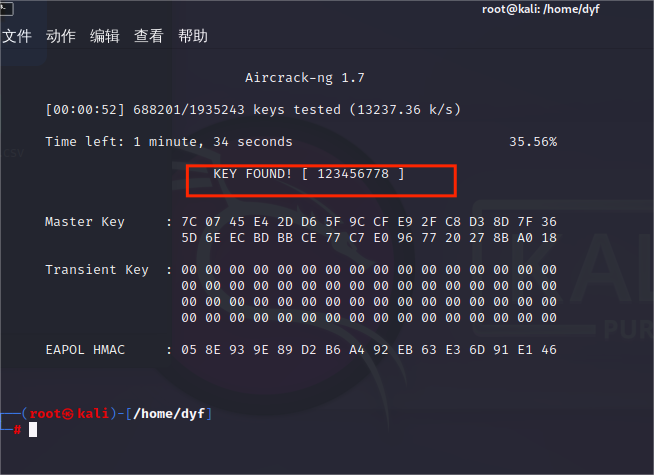 root@kali: /home/dyf
文件 动作 编辑 查看 帮助
Aircrack-ng 1.7
[00:00:52] 688201/1935243 keys tested (13237.36 k/s)
Time left: 1 minute, 34 seconds 35.56%
KEY FOUND! [ 123456778 ]
Master Key : 7C 07 45 E4 2D D6 5F 9C CF E9 2F C8 D3 8D 7F 36
5D 6E EC BD BB CE 77 C7 E0 96 77 20 27 8B A0 18
Transient Key : 00 00 00 00 00 00 00 00 00 00 00 00 00 00 00 00
00 00 00 00 00 00 00 00 00 00 00 00 00 00 00 00
00 00 00 00 00 00 00 00 00 00 00 00 00 00 00 00
00 00 00 00 00 00 00 00 00 00 00 00 00 00 00 00
EAPOL HMAC : 05 8E 93 9E 89 D2 B6 A4 92 EB 63 E3 6D 91 E1 46
KAL
PUR
┌──(root㉿kali)-[/home/dyf]
└─#